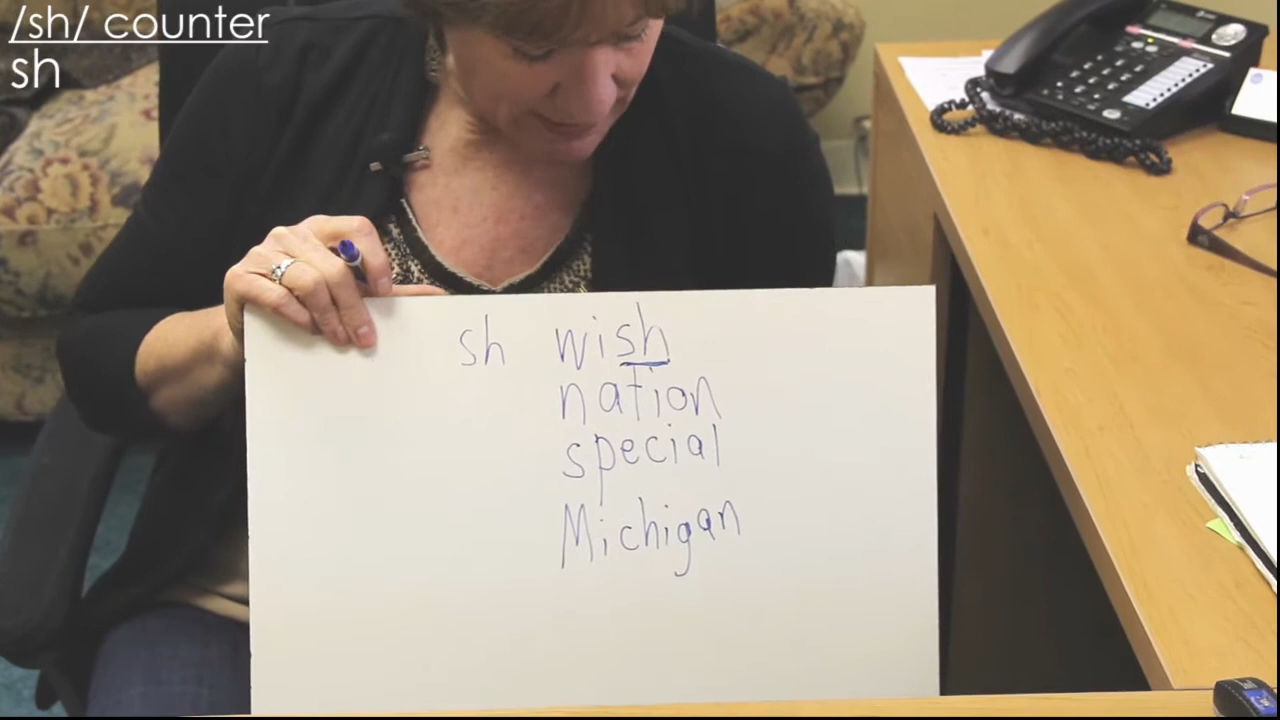 /sh/ counter
sh
sh wish
nation
special
Michigan